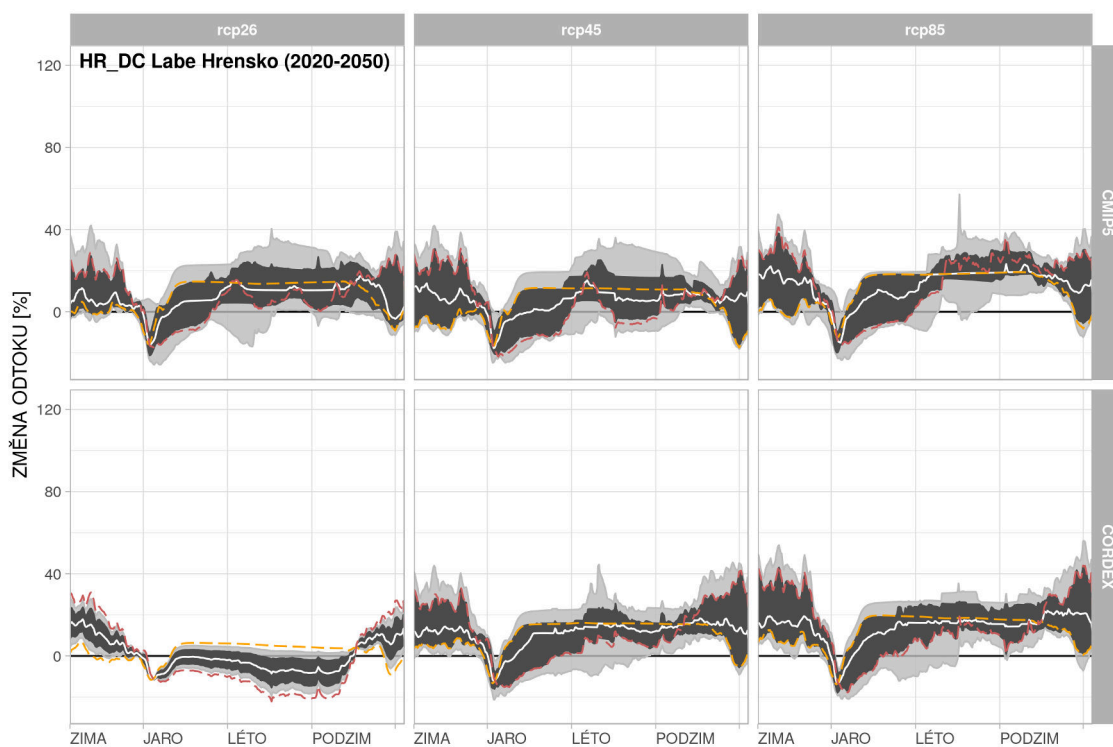 rcp26 rcp45 rcp85
HR_DC Labe Hrensko (2020-2050)
ZMĚNA ODTOKU [%]
120
80
40
0
CMIP5
120
80
40
0
CORDEX
ZIMA JARO LÉTO PODZIM ZIMA JARO LÉTO PODZIM ZIMA JARO LÉTO PODZIM